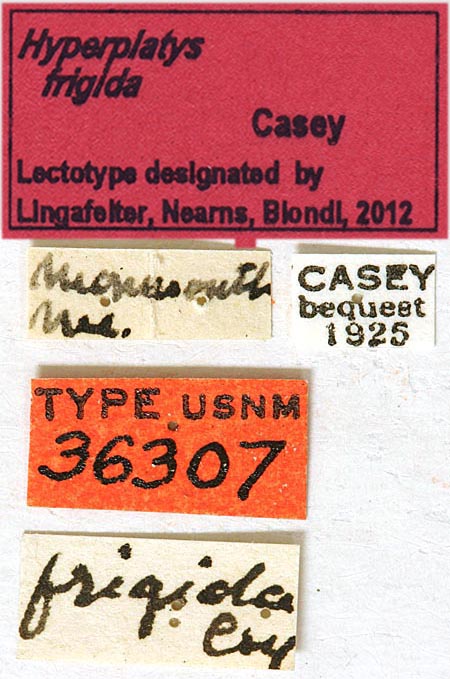 Hyperplatys
frigida
Casey
Lectotype designated by
Lingafelter, Nearns, Biondi, 2012
Monmouth
Me.
CASEY
bequest
1925
TYPE USNM
36307
frigida
Csy